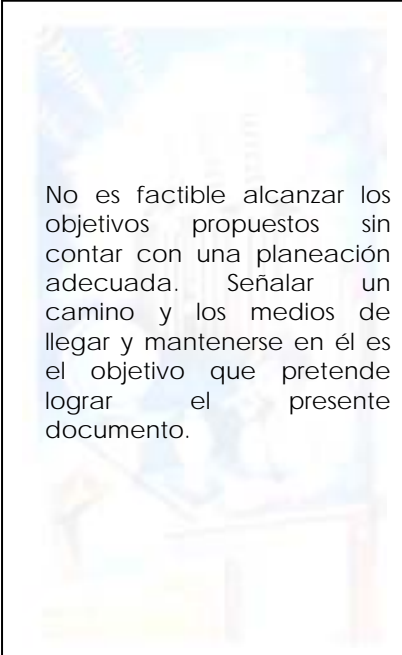 No es factible alcanzar los
objetivos propuestos sin
contar con una planeación
adecuada. Señalar un
camino y los medios de
llegar y mantenerse en él es
el objetivo que pretende
lograr el presente
documento.